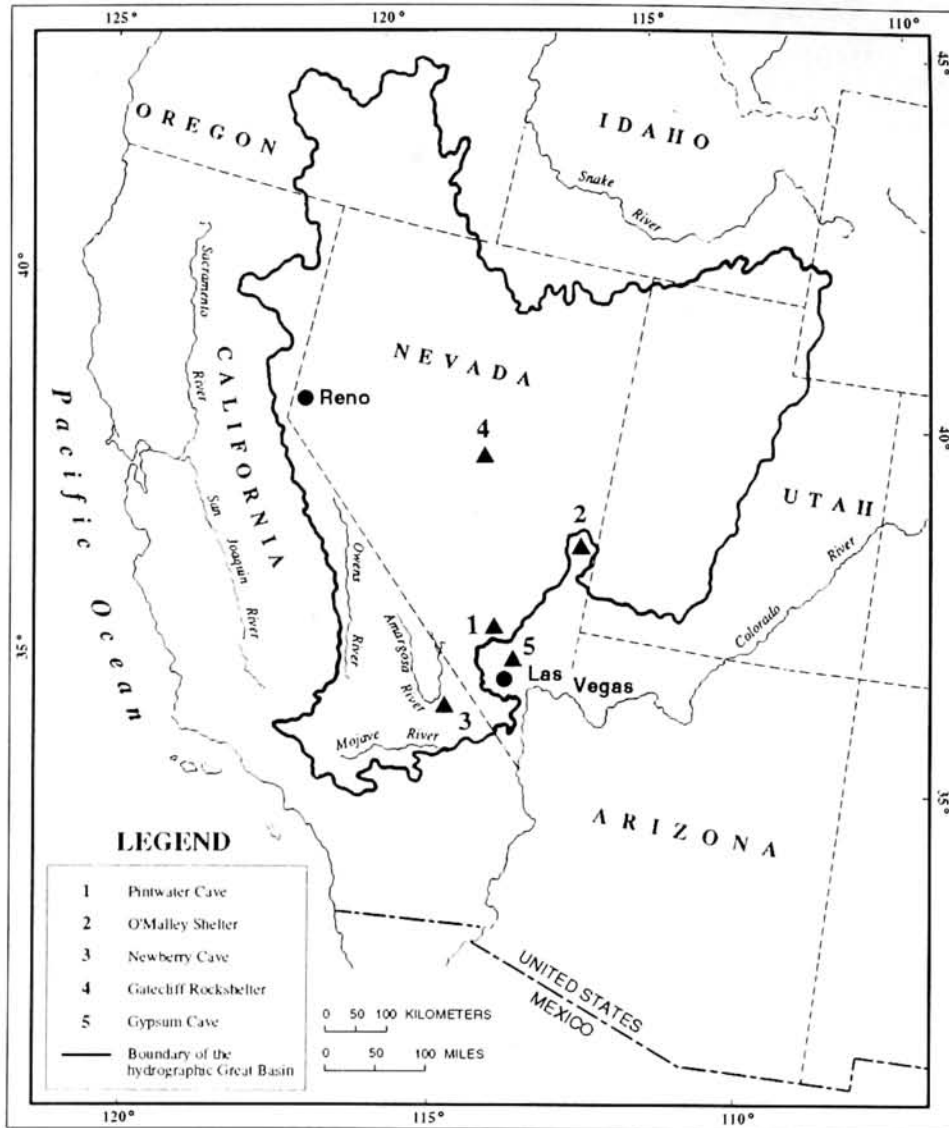 125°
120°
115°
110°
45°
OREGON
IDAHO
Snake
River
40°
Sacramento
River
CALIFORNIA
NEVADA
Reno
4
40°
UTAH
2
San
Joaquin
River
Owens
River
Pacific Ocean
Colorado
River
1
5
35°
Amargosa
River
Las Vegas
3
Mojave River
35°
ARIZONA
LEGEND
1 Pintwater Cave
2 O'Malley Shelter
3 Newberry Cave
4 Gatecliff Rockshelter
5 Gypsum Cave
Boundary of the
hydrographic Great Basin
0 50 100 KILOMETERS
0 50 100 MILES
UNITED STATES
MEXICO
120°
115°
110°